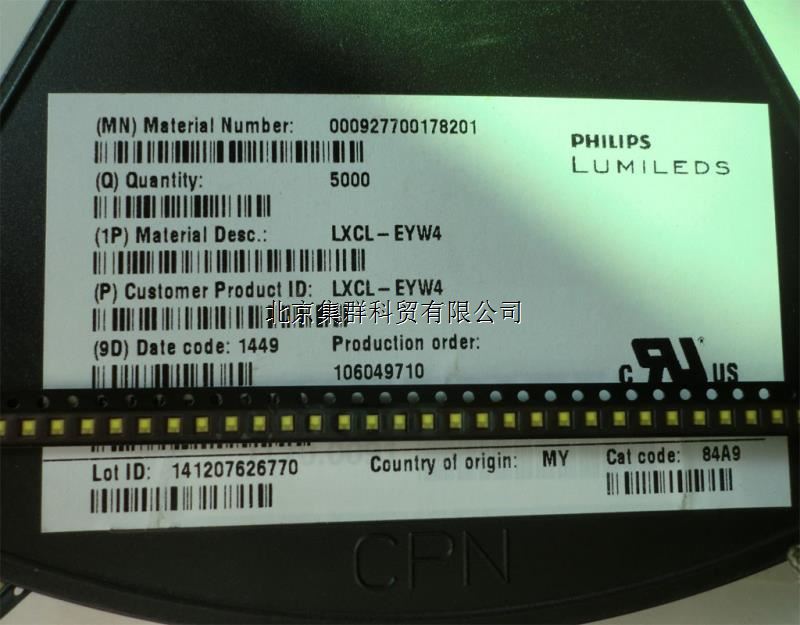 (MN) Material Number: 000927700178201
PHILIPS
LUMILEDS
(Q) Quantity: 5000
(1P) Material Desc.: LXCL-EYW4
(P) Customer Product ID: LXCL-EYW4
北京集群科贸有限公司
(9D) Date code: 1449 Production order:
106049710
c RU US
Lot ID: 141207626770 Country of origin: MY Cat code: 84A9
CPN